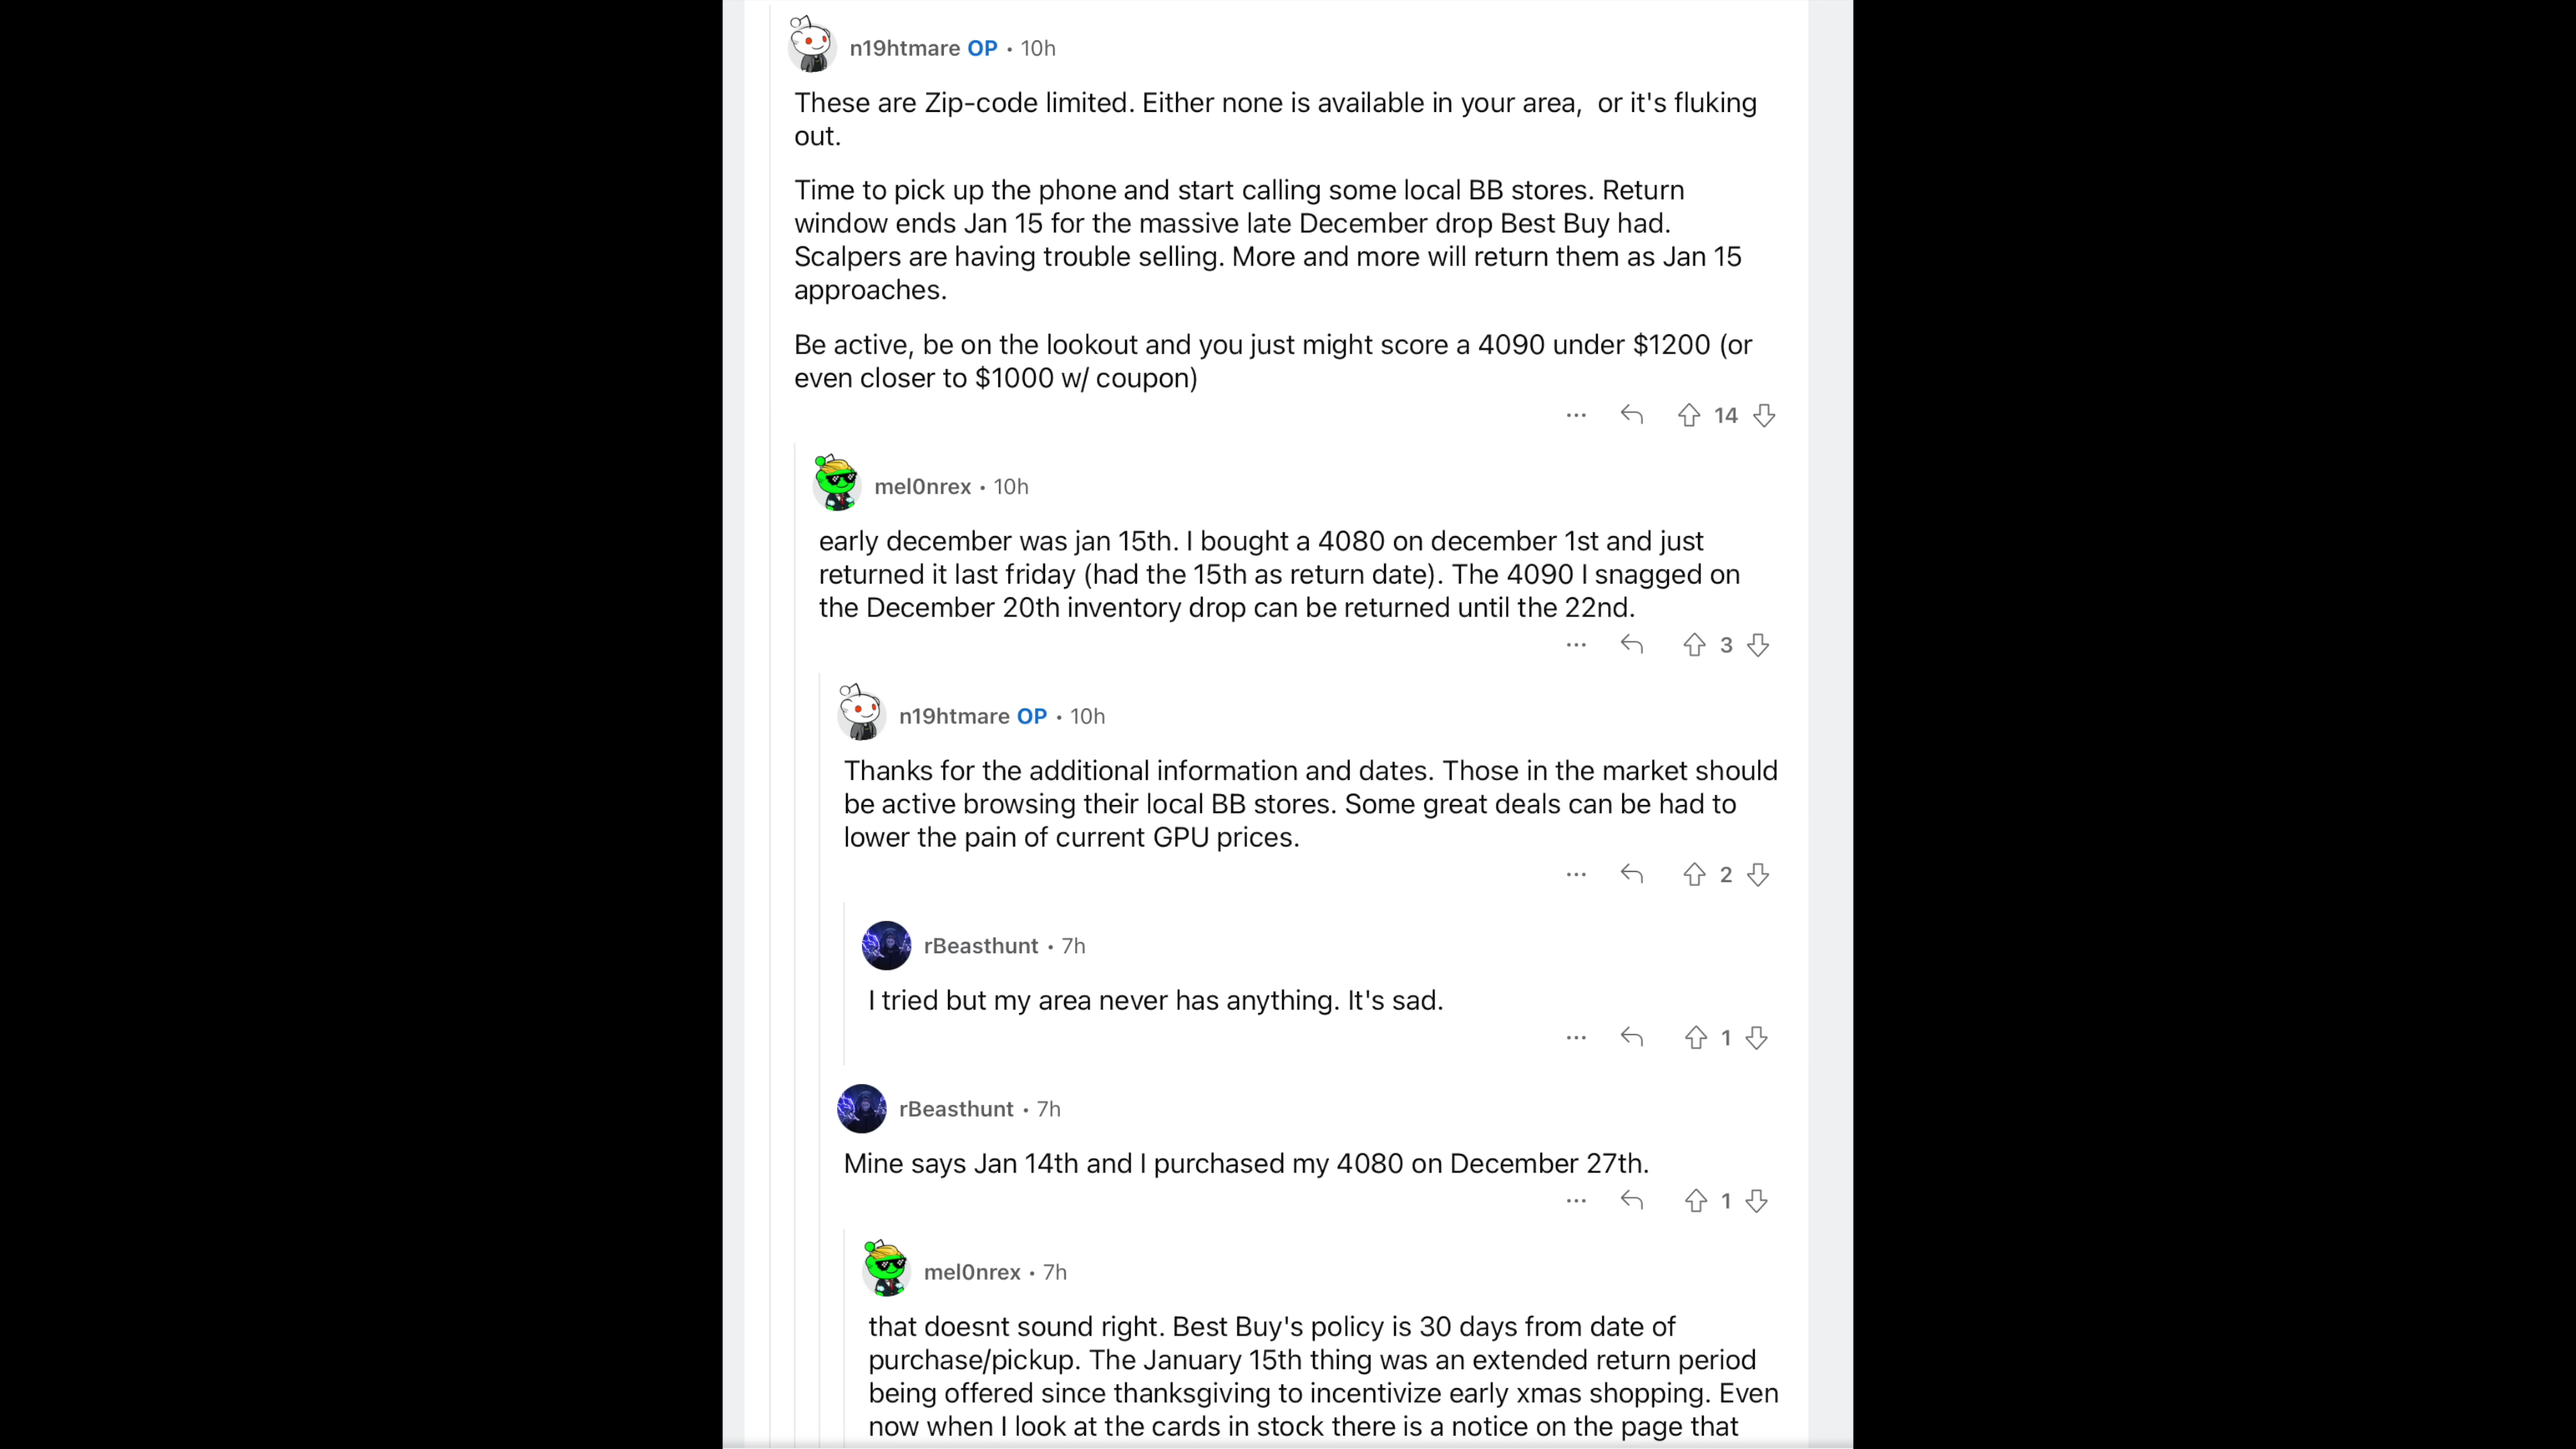 n19htmare OP • 10h
These are Zip-code limited. Either none is available in your area,  or it's fluking
out.
Time to pick up the phone and start calling some local BB stores. Return
window ends Jan 15 for the massive late December drop Best Buy had.
Scalpers are having trouble selling. More and more will return them as Jan 15
approaches.
Be active, be on the lookout and you just might score a 4090 under $1200 (or
even closer to $1000 w/ coupon)
... 14
mel0nrex • 10h
early december was jan 15th. I bought a 4080 on december 1st and just
returned it last friday (had the 15th as return date). The 4090 I snagged on
the December 20th inventory drop can be returned until the 22nd.
... 3
n19htmare OP • 10h
Thanks for the additional information and dates. Those in the market should
be active browsing their local BB stores. Some great deals can be had to
lower the pain of current GPU prices.
... 2
rBeasthunt • 7h
I tried but my area never has anything. It's sad.
... 1
rBeasthunt • 7h
Mine says Jan 14th and I purchased my 4080 on December 27th.
... 1
mel0nrex • 7h
that doesnt sound right. Best Buy's policy is 30 days from date of
purchase/pickup. The January 15th thing was an extended return period
being offered since thanksgiving to incentivize early xmas shopping. Even
now when I look at the cards in stock there is a notice on the page that